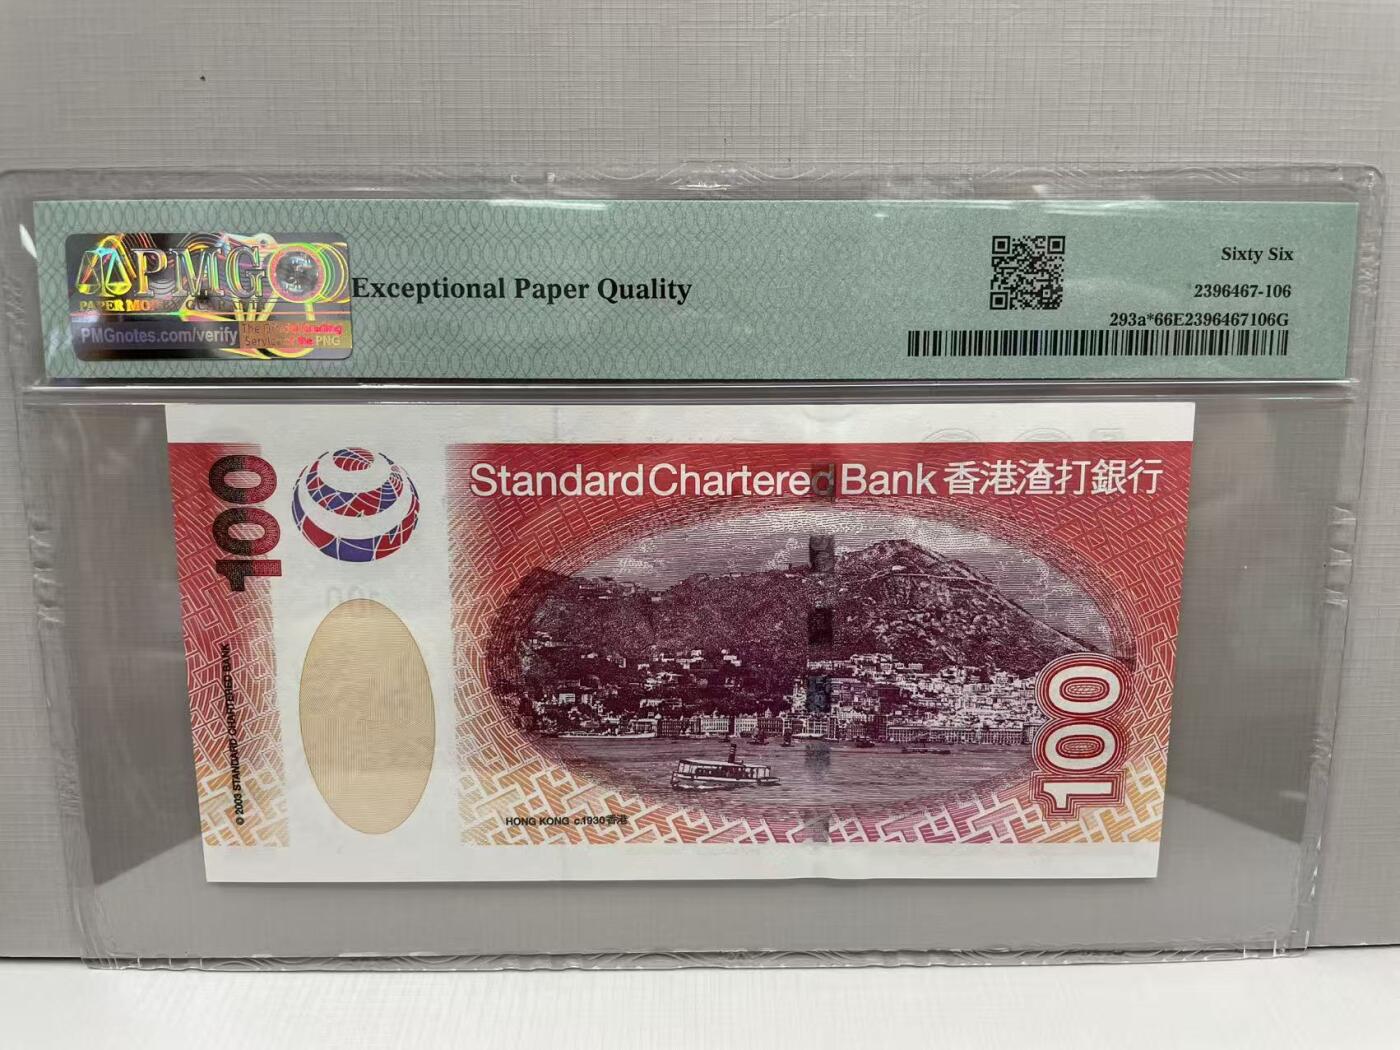 PMG
PAPER MONEY GUARANTY
PMGnotes.com/verify
Exceptional Paper Quality
Sixty Six
2396467-106
293a*66E2396467106G
100
Standard Chartered Bank 香港渣打銀行
© 2003 STANDARD CHARTERED BANK
HONG KONG c.1930 香港
100